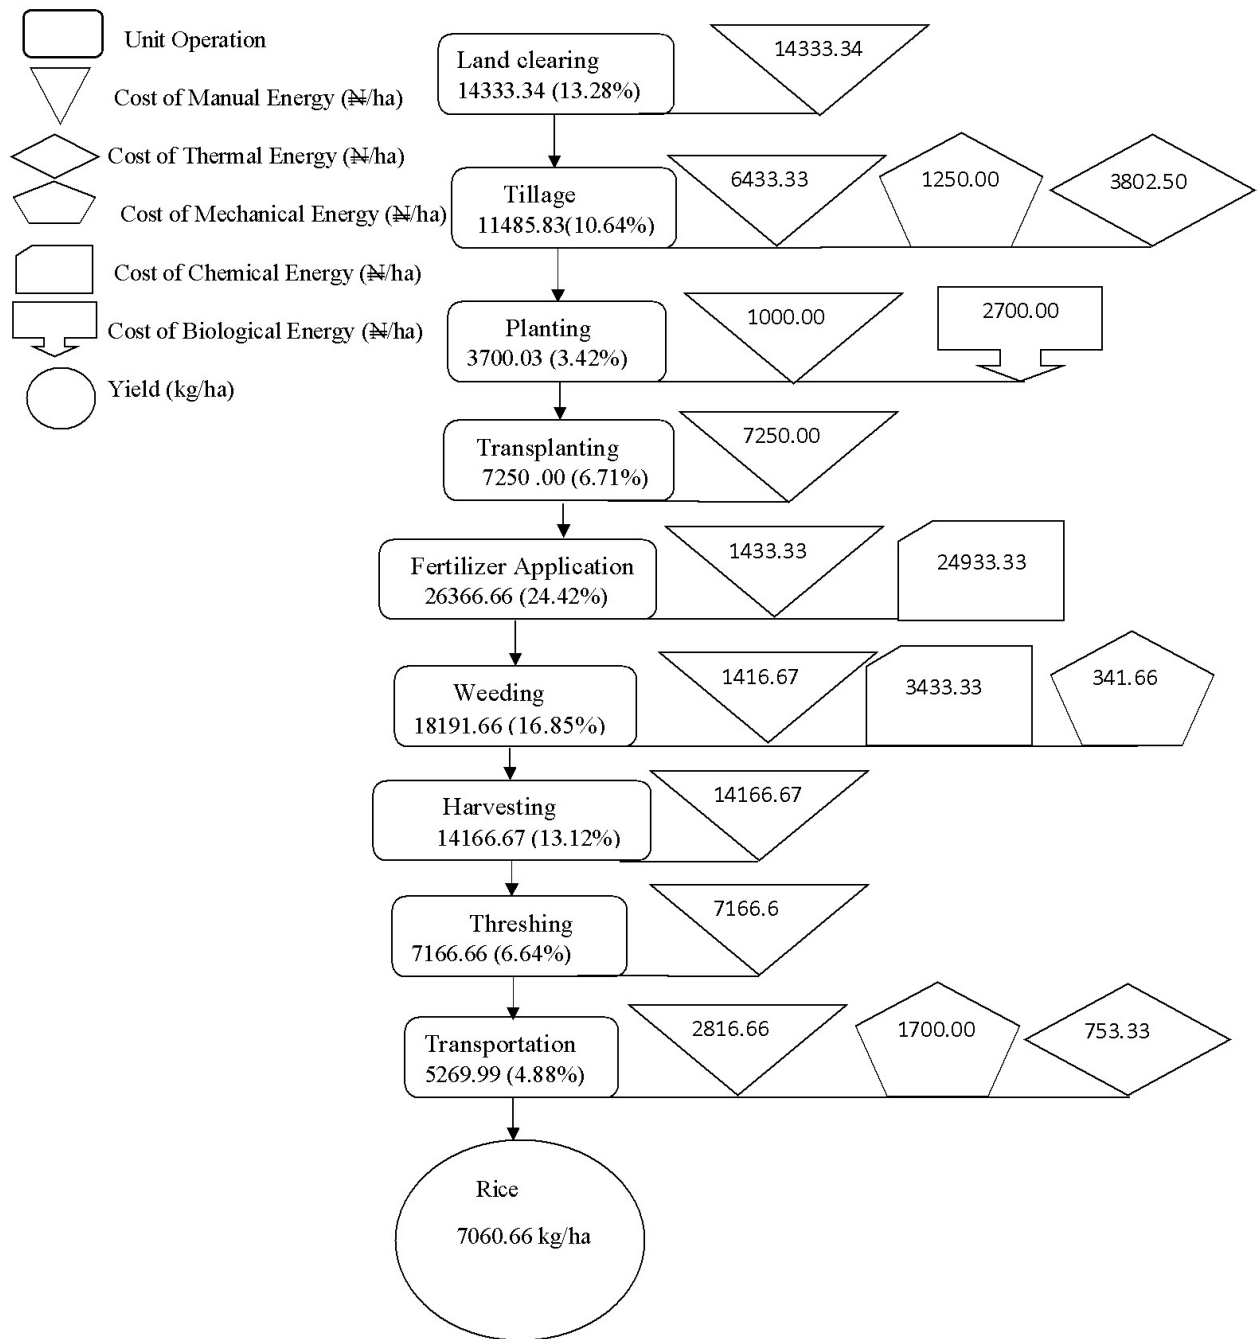 Unit Operation
Cost of Manual Energy (₦/ha)
Cost of Thermal Energy (₦/ha)
Cost of Mechanical Energy (₦/ha)
Cost of Chemical Energy (₦/ha)
Cost of Biological Energy (₦/ha)
Yield (kg/ha)
Land clearing
14333.34 (13.28%)
14333.34
Tillage
11485.83(10.64%)
6433.33
1250.00
3802.50
Planting
3700.03 (3.42%)
1000.00
2700.00
Transplanting
7250 .00 (6.71%)
7250.00
Fertilizer Application
26366.66 (24.42%)
1433.33
24933.33
Weeding
18191.66 (16.85%)
1416.67
3433.33
341.66
Harvesting
14166.67 (13.12%)
14166.67
Threshing
7166.66 (6.64%)
7166.6
Transportation
5269.99 (4.88%)
2816.66
1700.00
753.33
Rice
7060.66 kg/ha